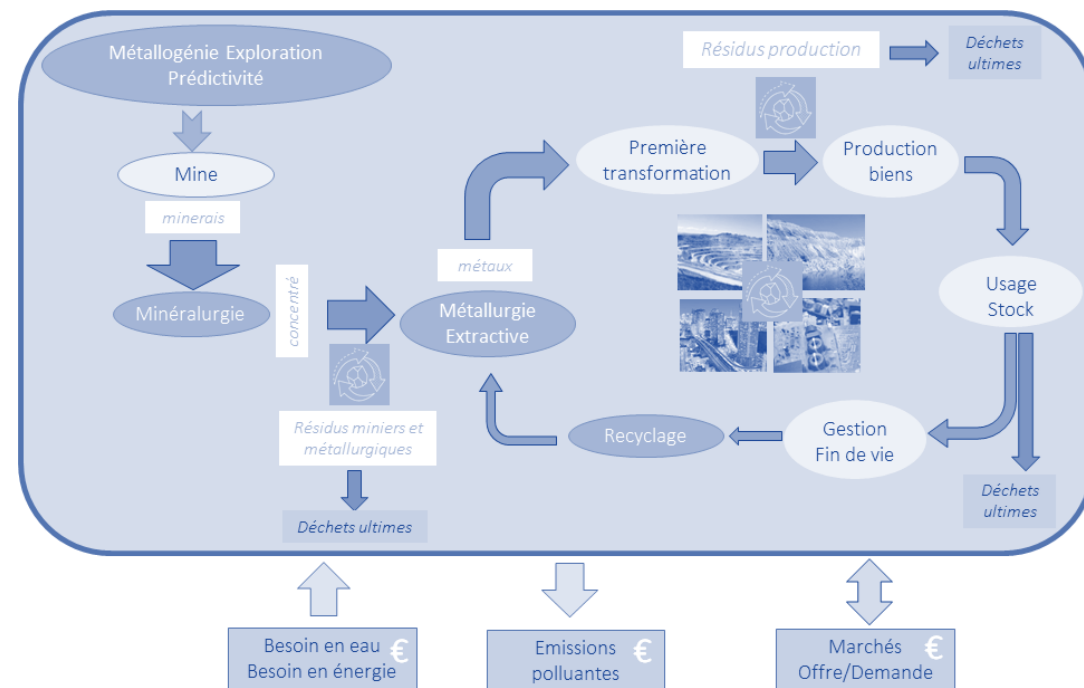 Métallogénie Exploration
Prédictivité
Résidus production
Déchets
ultimes
Mine
Première
transformation
Production
biens
minerais
métaux
concentré
Minéralurgie
Métallurgie
Extractive
Usage
Stock
Résidus miniers et
métallurgiques
Recyclage
Gestion
Fin de vie
Déchets
ultimes
Déchets ultimes
Besoin en eau
Besoin en énergie
€
Emissions
polluantes
€
Marchés
Offre/Demande
€